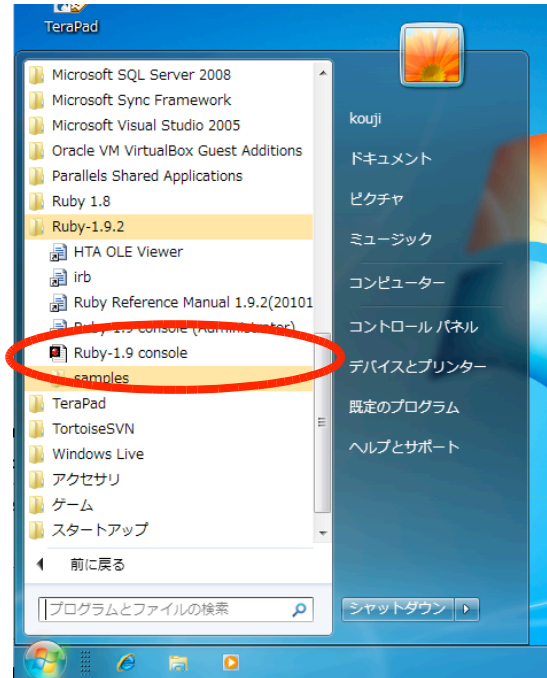 TeraPad
Microsoft SQL Server 2008
Microsoft Sync Framework
Microsoft Visual Studio 2005
Oracle VM VirtualBox Guest Additions
Parallels Shared Applications
Ruby 1.8
Ruby-1.9.2
HTA OLE Viewer
irb
Ruby Reference Manual 1.9.2(20101
Ruby-1.9 console (Administrator)
Ruby-1.9 console
samples
TeraPad
TortoiseSVN
Windows Live
アクセサリ
ゲーム
スタートアップ
前に戻る
プログラムとファイルの検索
kouji
ドキュメント
ピクチャ
ミュージック
コンピューター
コントロール パネル
デバイスとプリンター
既定のプログラム
ヘルプとサポート
シャットダウン